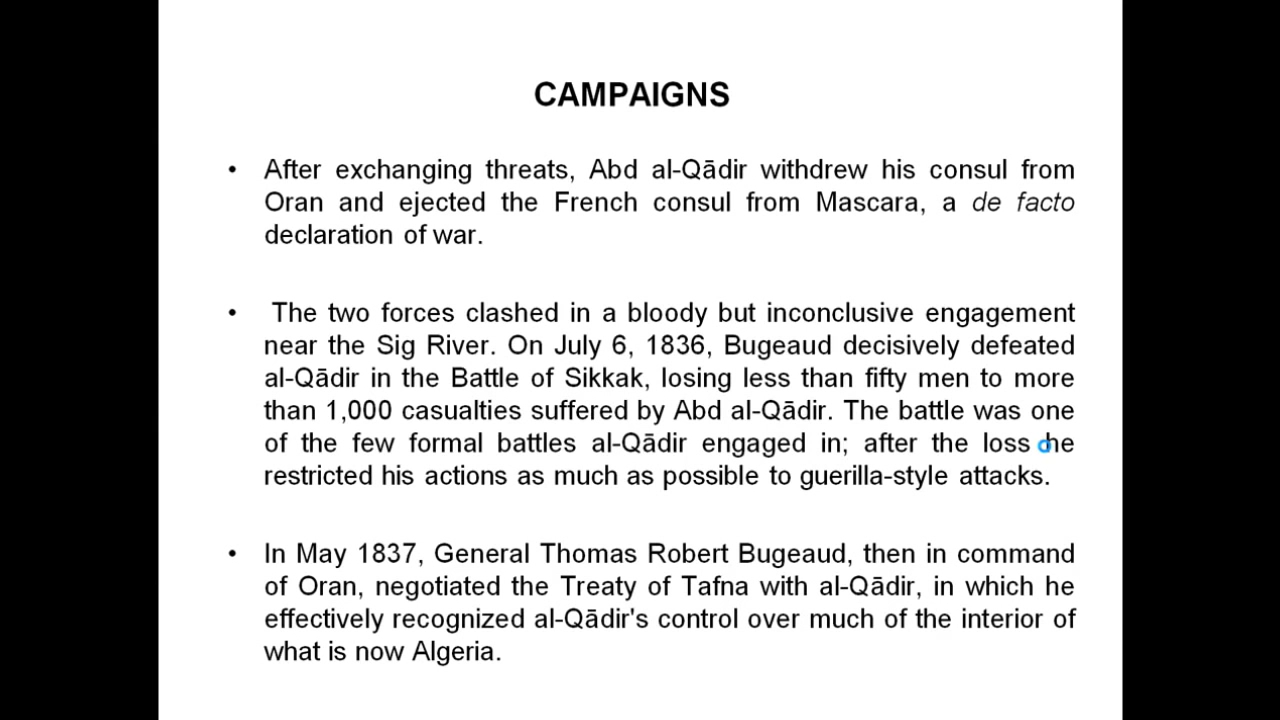 CAMPAIGNS
• After exchanging threats, Abd al-Qādir withdrew his consul from
Oran and ejected the French consul from Mascara, a de facto
declaration of war.
• The two forces clashed in a bloody but inconclusive engagement
near the Sig River. On July 6, 1836, Bugeaud decisively defeated
al-Qādir in the Battle of Sikkak, losing less than fifty men to more
than 1,000 casualties suffered by Abd al-Qādir. The battle was one
of the few formal battles al-Qādir engaged in; after the loss he
restricted his actions as much as possible to guerilla-style attacks.
• In May 1837, General Thomas Robert Bugeaud, then in command
of Oran, negotiated the Treaty of Tafna with al-Qādir, in which he
effectively recognized al-Qādir's control over much of the interior of
what is now Algeria.